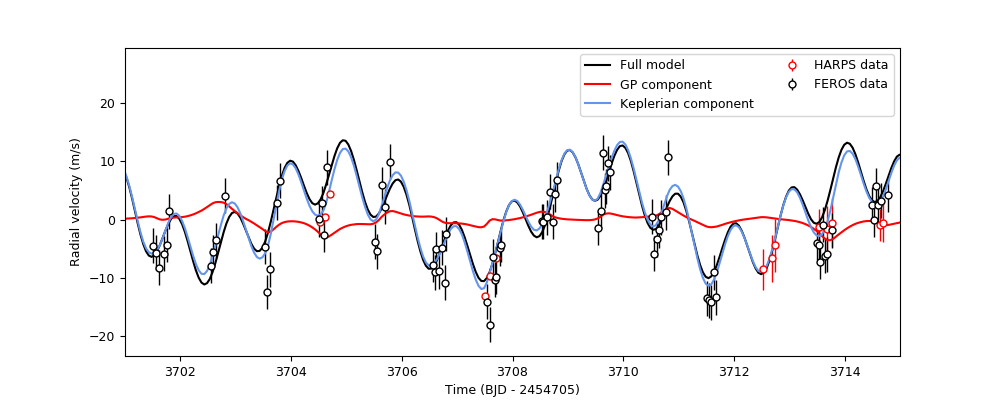 Full model
GP component
Keplerian component
HARPS data
FEROS data
Radial velocity (m/s)
20
10
0
−10
−20
3702
3704
3706
3708
3710
3712
3714
Time (BJD - 2454705)